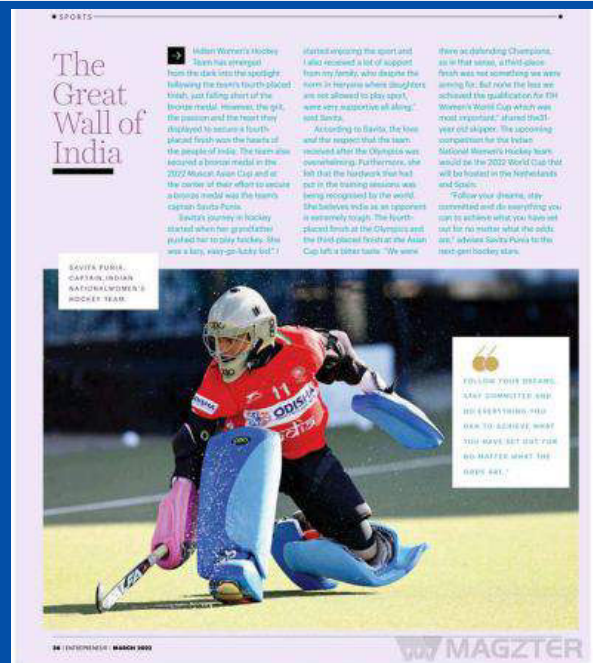 SPORTS
The
Great
Wall of
India
Indian Women's Hockey
Team has emerged
from the dark into the spotlight
following the team's fourth-placed
finish, just falling short of the
bronze medal. However, the grit,
the passion and the heart they
displayed to secure a fourth
placed finish won the hearts of
the people of India. The team also
secured a bronze medal in the
2022 Muscat Asian Cup and at
the center of their effort to secure
a bronze medal was the team's
captain Savita Punia.
Savita's journey in hockey
started when her grandfather
pushed her to play hockey. She
was a lazy, easy-go-lucky kid." I
started enjoying the sport and
I also received a lot of support
from my family, who despite the
norm in Haryana where daughters
are not allowed to play sport,
were very supportive all along,"
said Savita.
According to Savita, the love
and the respect that the team
received after the Olympics was
overwhelming. Furthermore, she
felt that the hardwork that had
put in the training sessions was
being recognised by the world.
She believes India as an opponent
is extremely tough. The fourth-
placed finish at the Olympics and
the third-placed finish at the Asian
Cup left a bitter taste. "We were
there as defending Champions,
so in that sense, a third-place
finish was not something we were
aiming for. But none the less we
achieved the qualification for FIH
Women's World Cup which was
most important," shared the31-
year old skipper. The upcoming
competition for the Indian
National Women's Hockey team
would be the 2022 World Cup that
will be hosted in the Netherlands
and Spain.
"Follow your dreams, stay
committed and do everything you
can to achieve what you have set
out for no matter what the odds
are," advises Savita Punia to the
next-gen hockey stars.
SAVITA PUNIA,
CAPTAIN, INDIAN
NATIONALWOMEN'S
HOCKEY TEAM
11
ODISHA
ODISHA
India
FOLLOW YOUR DREAMS,
STAY COMMITTED AND
DO EVERYTHING YOU
CAN TO ACHIEVE WHAT
YOU HAVE SET OUT FOR
NO MATTER WHAT THE
ODDS ARE."
36 | ENTREPRENEUR | MARCH 2022
MAGZTER